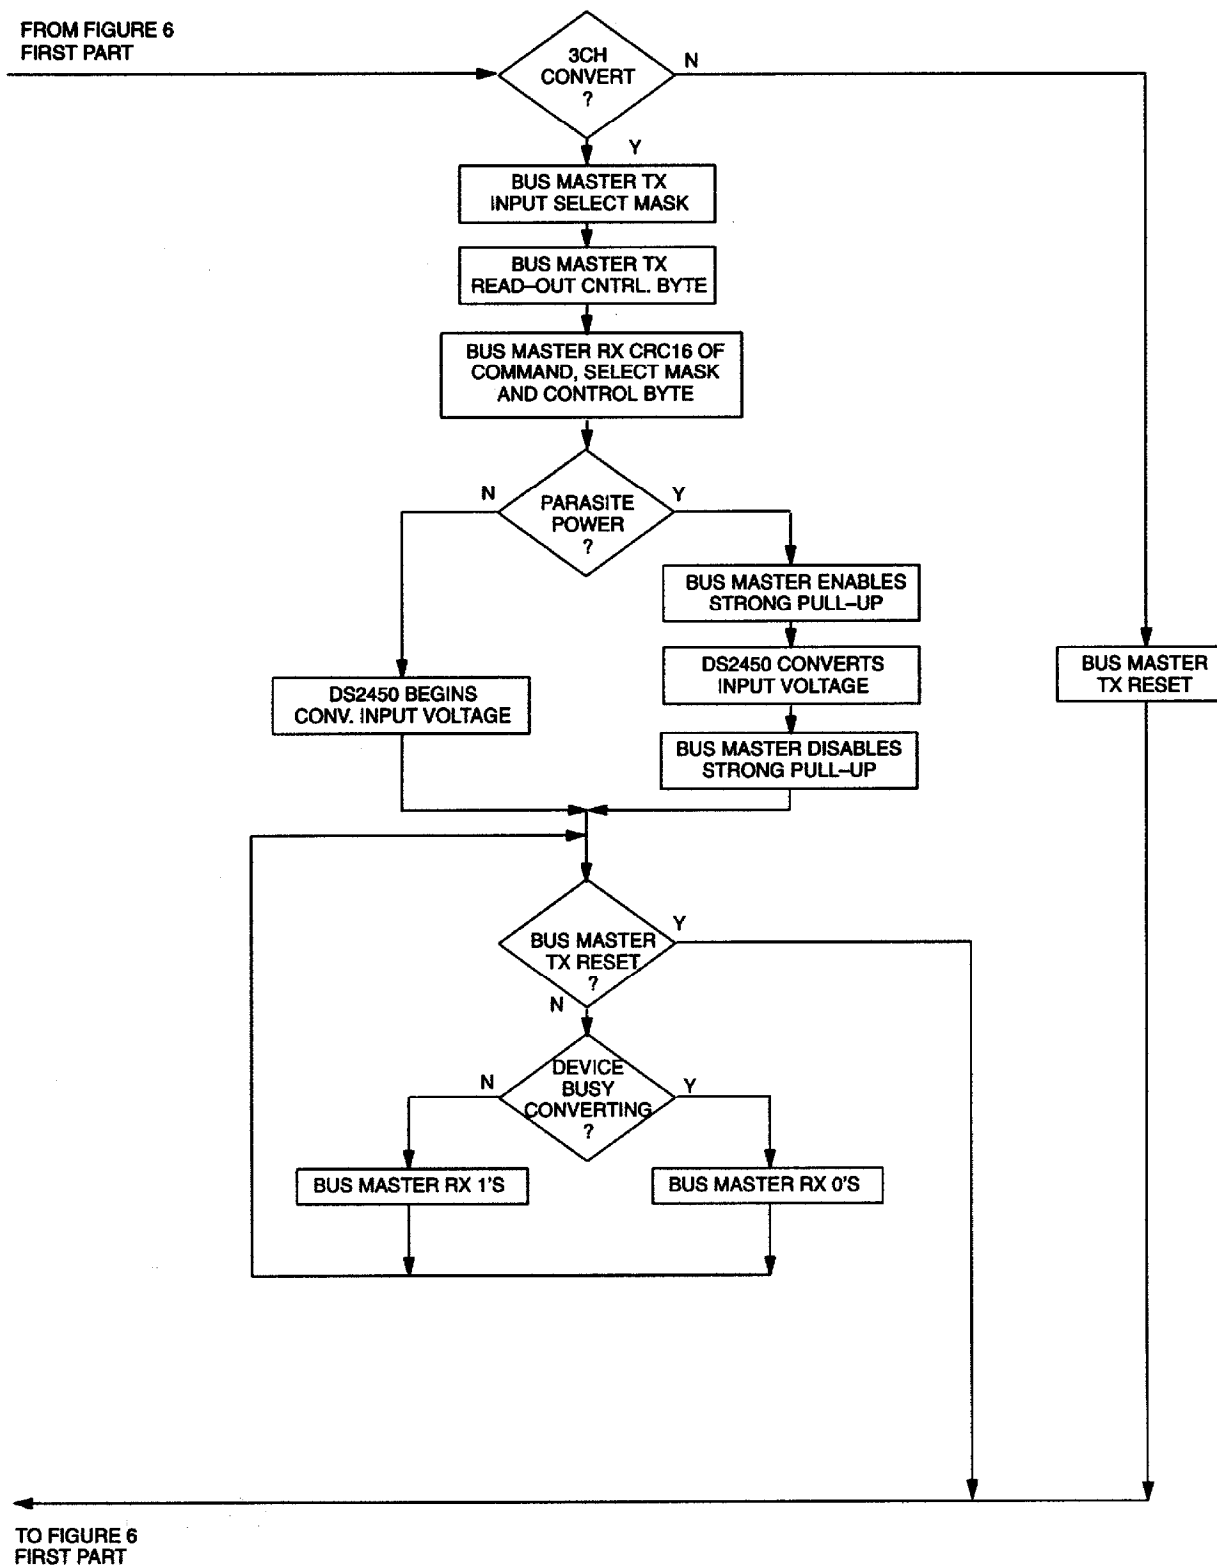 FROM FIGURE 6
FIRST PART
3CH
CONVERT
?
N
Y
BUS MASTER TX
INPUT SELECT MASK
BUS MASTER TX
READ–OUT CNTRL. BYTE
BUS MASTER RX CRC16 OF
COMMAND, SELECT MASK
AND CONTROL BYTE
N
PARASITE
POWER
?
Y
BUS MASTER ENABLES
STRONG PULL–UP
DS2450 CONVERTS
INPUT VOLTAGE
BUS MASTER
TX RESET
DS2450 BEGINS
CONV. INPUT VOLTAGE
BUS MASTER DISABLES
STRONG PULL–UP
BUS MASTER
TX RESET
?
Y
N
DEVICE
BUSY
CONVERTING
?
N
Y
BUS MASTER RX 1'S
BUS MASTER RX 0'S
TO FIGURE 6
FIRST PART